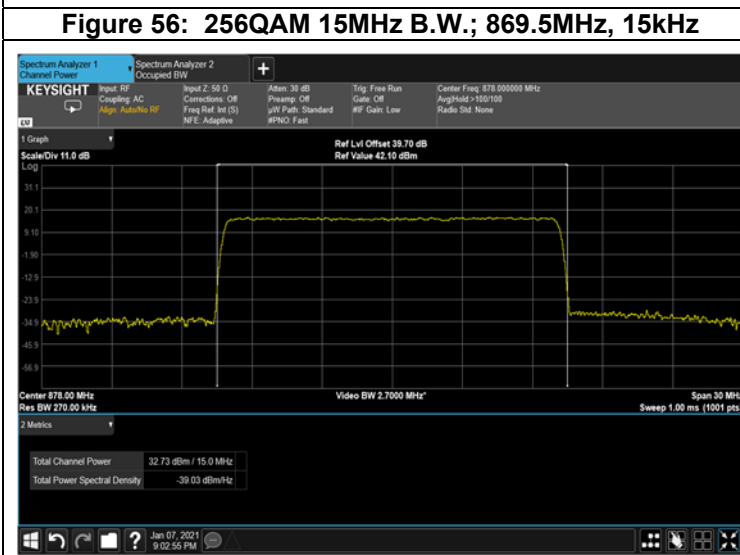 Figure 56: 256QAM 15MHz B.W.; 869.5MHz, 15kHz
Spectrum Analyzer 1
Channel Power
Spectrum Analyzer 2
Occupied BW
+
KEYSIGHT
Input: RF
Coupling: AC
Align: Auto/No RF
Input Z: 50 Ω
Corrections: Off
Freq Ref: Int (S)
NFE: Adaptive
Atten: 30 dB
Preamp: Off
µW Path: Standard
#PNO: Fast
Trig: Free Run
Gate: Off
#IF Gain: Low
Center Freq: 878.000000 MHz
Avg|Hold:>100/100
Radio Std: None
1 Graph
Scale/Div 11.0 dB
Ref Lvl Offset 39.70 dB
Ref Value 42.10 dBm
Log
31.1
20.1
9.10
-1.90
-12.9
-23.9
-34.9
-45.9
-56.9
Center 878.00 MHz
Res BW 270.00 kHz
Video BW 2.7000 MHz*
Span 30 MHz
Sweep 1.00 ms (1001 pts)
2 Metrics
Total Channel Power 32.73 dBm / 15.0 MHz
Total Power Spectral Density -39.03 dBm/Hz
?
Jan 07, 2021
9:02:55 PM